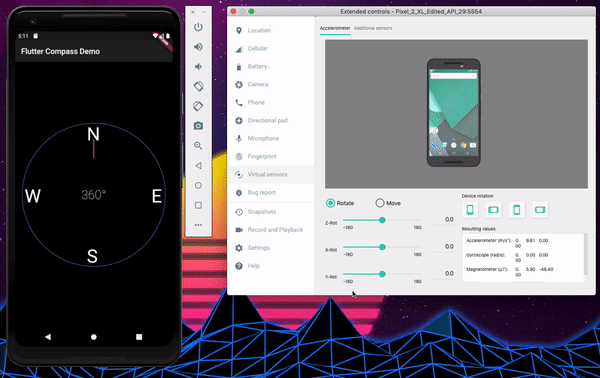 5:11
Flutter Compass Demo
N
W
360°
E
S
Extended controls - Pixel_2_XL_Edited_API_29:5554
Location
Cellular
Battery
Camera
Phone
Directional pad
Microphone
Fingerprint
Virtual sensors
Bug report
Snapshots
Record and Playback
Settings
Help
Accelerometer
Additional sensors
Rotate
Move
Z-Rot
-180
180
0.0
X-Rot
-180
180
0.0
Y-Rot
-180
180
0.0
Device rotation
Resulting values
Accelerometer (m/s²): 0.00 9.81 0.00
Gyroscope (rad/s): 0.00 0.00 0.00
Magnetometer (μT): 0.00 5.90 -48.40